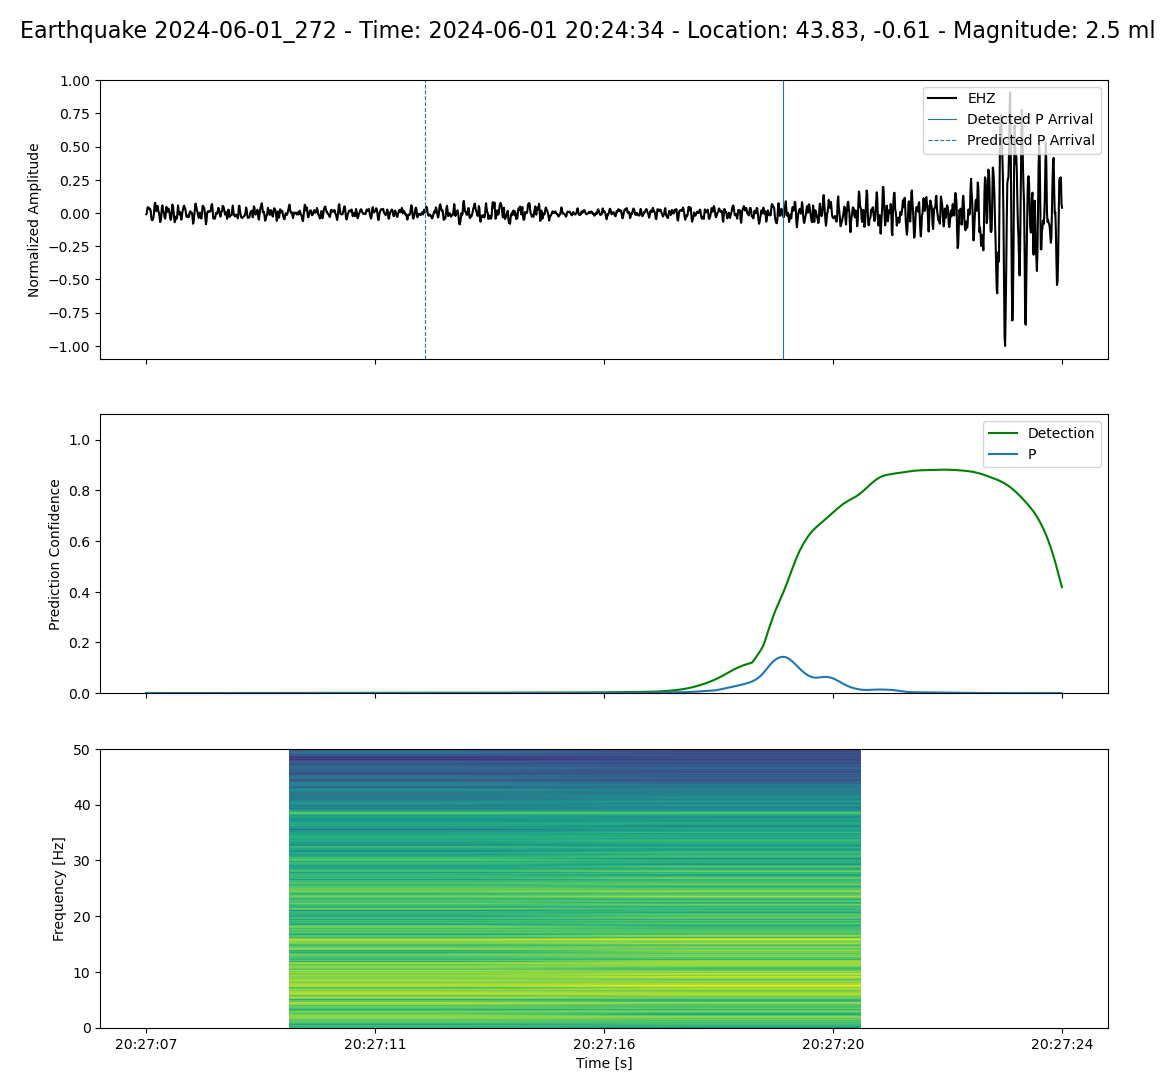 Earthquake 2024-06-01_272 - Time: 2024-06-01 20:24:34 - Location: 43.83, -0.61 - Magnitude: 2.5 ml
1.00
0.75
0.50
0.25
0.00
−0.25
−0.50
−0.75
−1.00
Normalized Amplitude
EHZ
Detected P Arrival
Predicted P Arrival
1.0
0.8
0.6
0.4
0.2
0.0
Prediction Confidence
Detection
P
50
40
30
20
10
0
Frequency [Hz]
20:27:07
20:27:11
20:27:16
20:27:20
20:27:24
Time [s]